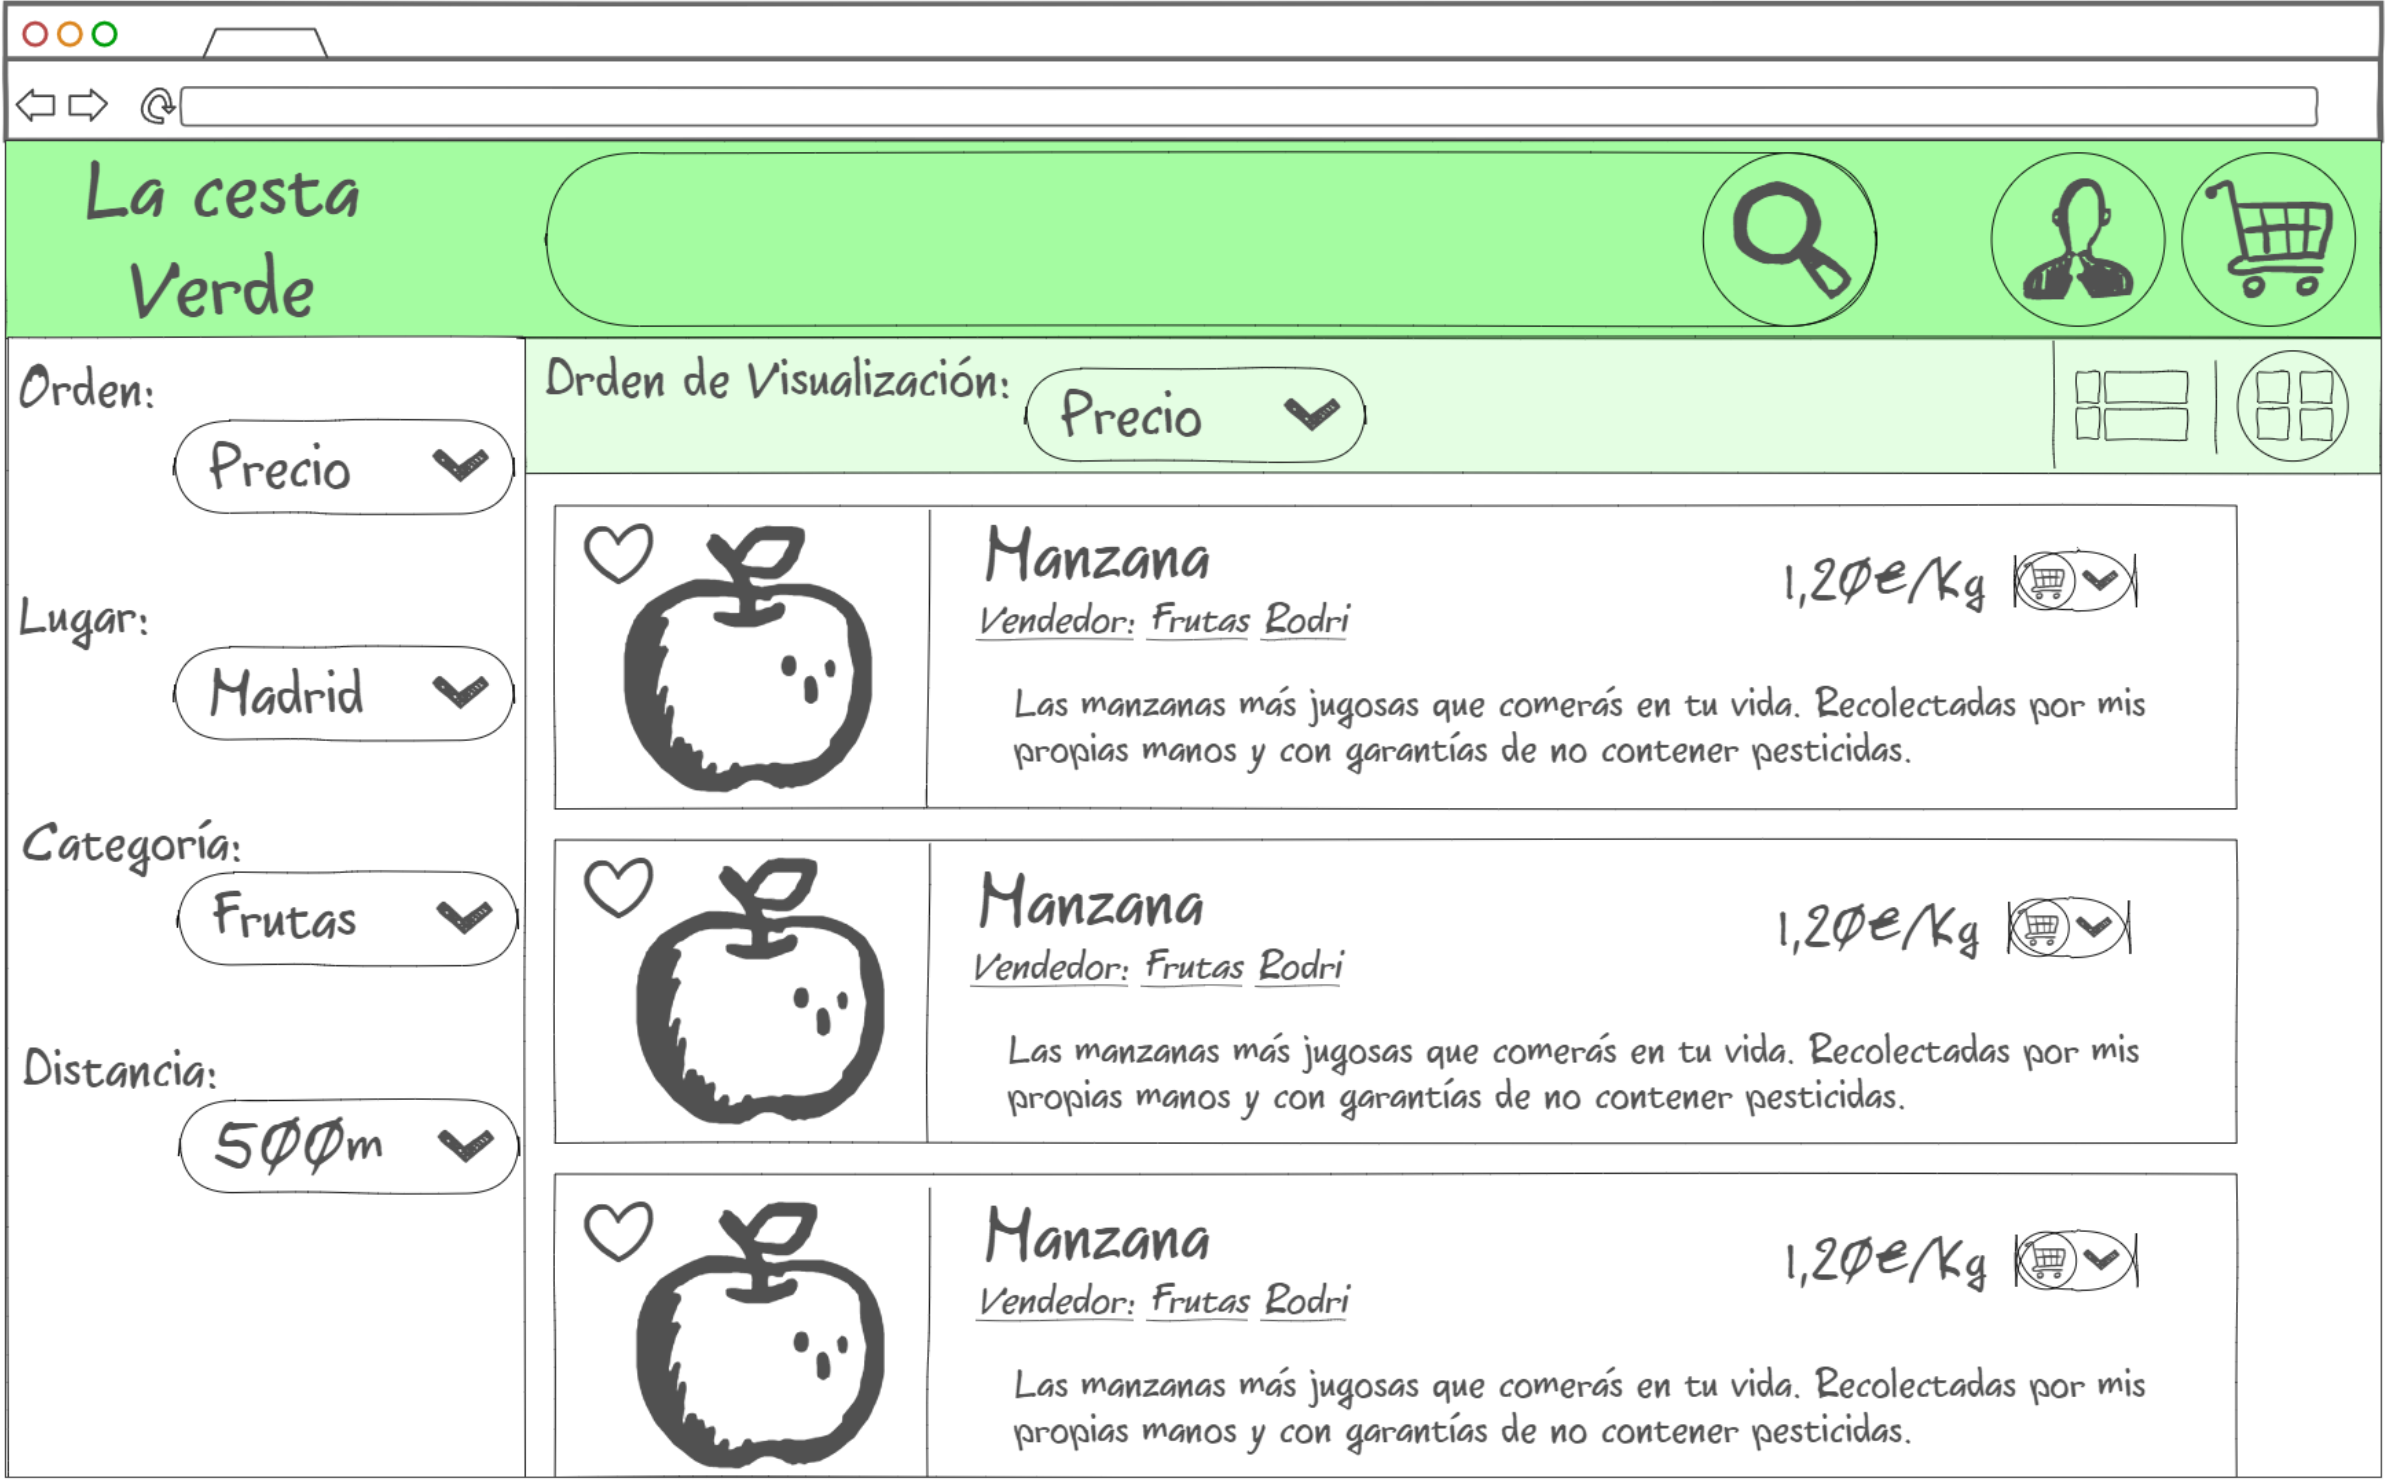 La cesta
Verde
Orden:
Precio
Lugar:
Madrid
Categoría:
Frutas
Distancia:
500m
Orden de Visualización:
Precio
Manzana
1,20€/Kg
Vendedor: Frutas Rodri
Las manzanas más jugosas que comerás en tu vida. Recolectadas por mis
propias manos y con garantías de no contener pesticidas.
Manzana
1,20€/Kg
Vendedor: Frutas Rodri
Las manzanas más jugosas que comerás en tu vida. Recolectadas por mis
propias manos y con garantías de no contener pesticidas.
Manzana
1,20€/Kg
Vendedor: Frutas Rodri
Las manzanas más jugosas que comerás en tu vida. Recolectadas por mis
propias manos y con garantías de no contener pesticidas.